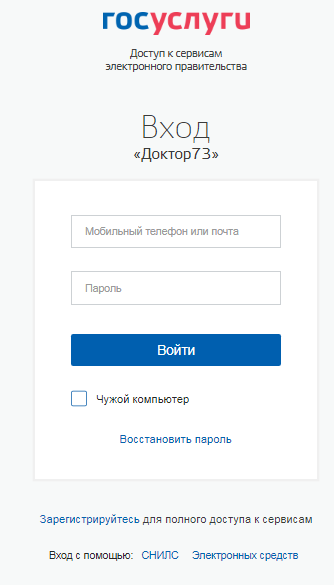 госуслуги
Доступ к сервисам
электронного правительства
Вход
«Доктор73»
Мобильный телефон или почта
Пароль
Войти
Чужой компьютер
Восстановить пароль
Зарегистрируйтесь для полного доступа к сервисам
Вход с помощью: СНИЛС Электронных средств